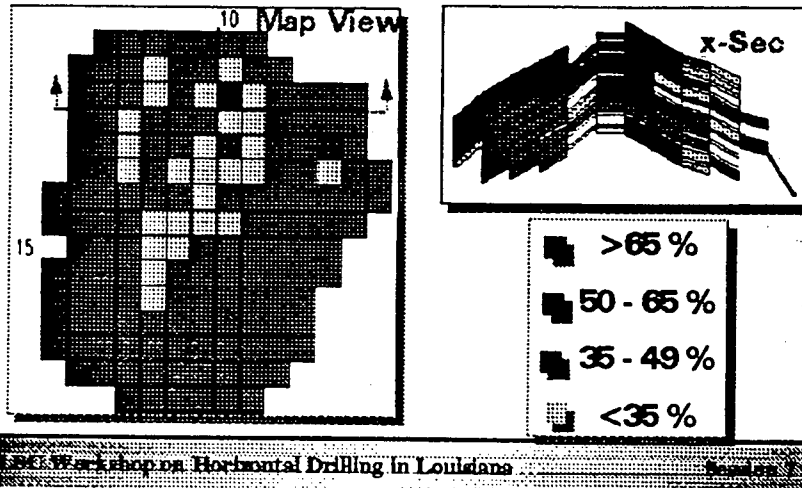 10 Map View
x-Sec
15
>65 %
50 - 65 %
35 - 49 %
<35 %
Workshop on Horizontal Drilling in Louisiana